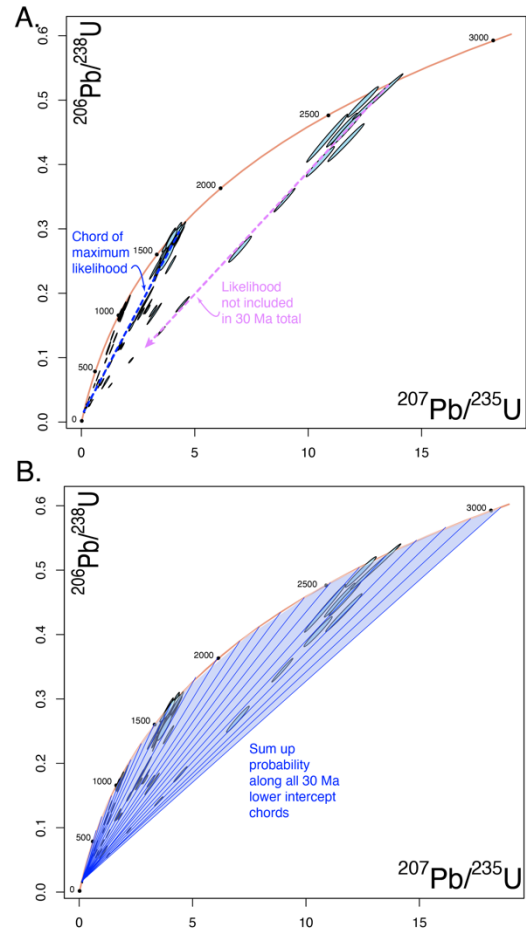 A.
206Pb/238U
0.6
0.5
0.4
0.3
0.2
0.1
0.0
3000
2500
2000
1500
1000
500
0
Chord of
maximum
likelihood
Likelihood
not included
in 30 Ma total
207Pb/235U
0
5
10
15
B.
206Pb/238U
0.6
0.5
0.4
0.3
0.2
0.1
0.0
3000
2500
2000
1500
1000
500
0
Sum up
probability
along all 30 Ma
lower intercept
chords
207Pb/235U
0
5
10
15